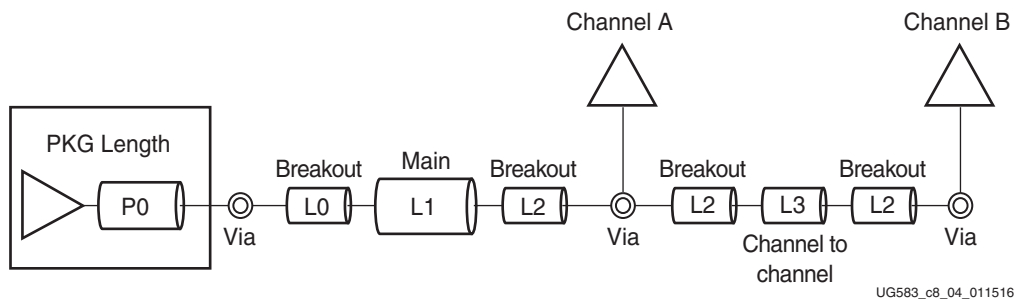 Channel A
Channel B
PKG Length
P0
Via
Breakout
L0
Main
L1
Breakout
L2
Via
Breakout
L2
L3
Channel to
channel
Breakout
L2
Via
UG583_c8_04_011516